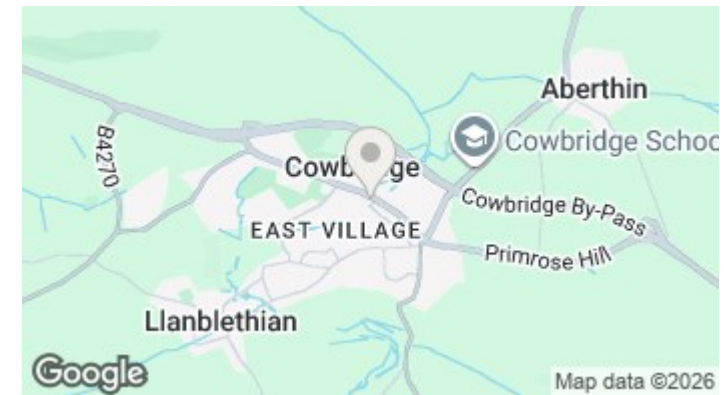 Aberthin
B4270
Cowbridge Schoo
Cowb ge
Cowbridge By-Pass
EAST VILLAGE
Primrose Hill
Llanblethian
Google
Map data ©2026